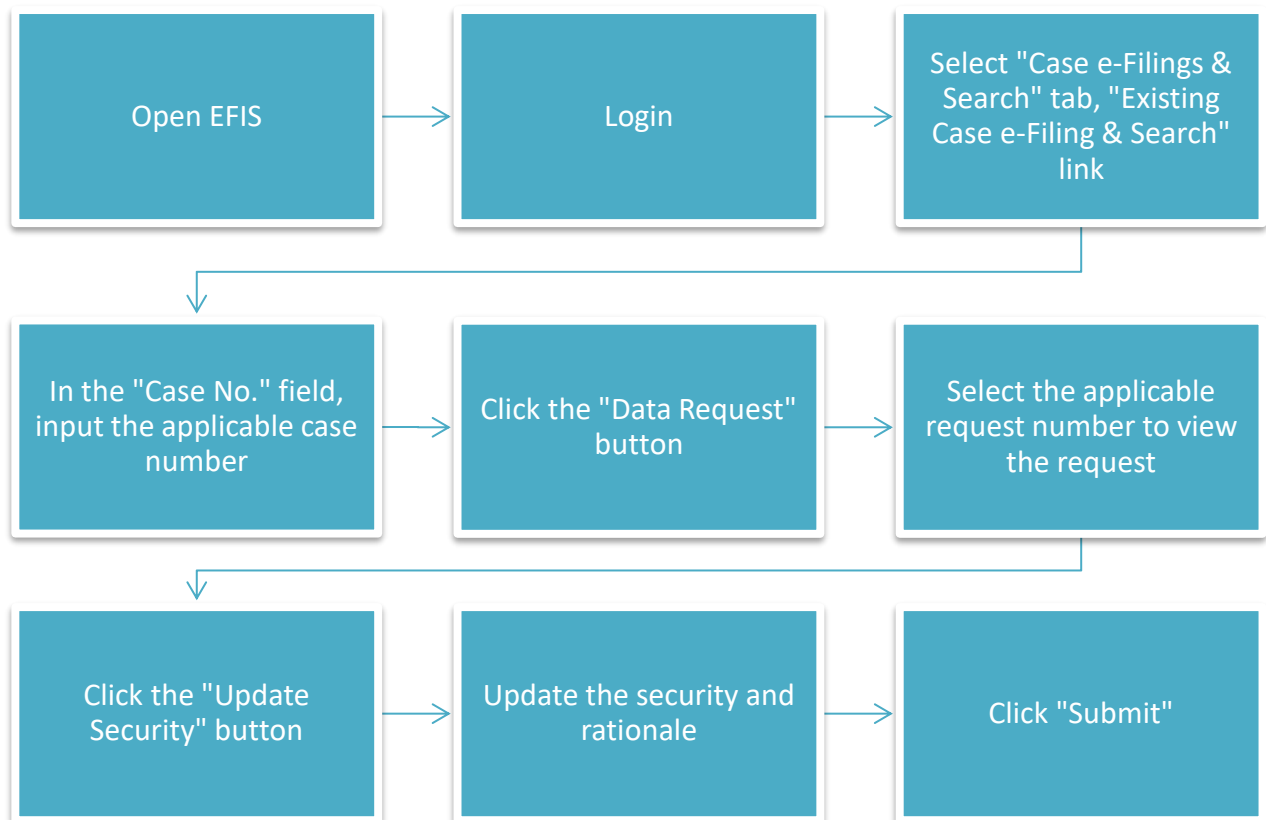 Open EFIS
Login
Select "Case e-Filings &
Search" tab, "Existing
Case e-Filing & Search"
link
In the "Case No." field,
input the applicable case
number
Click the "Data Request"
button
Select the applicable
request number to view
the request
Click the "Update
Security" button
Update the security and
rationale
Click "Submit"